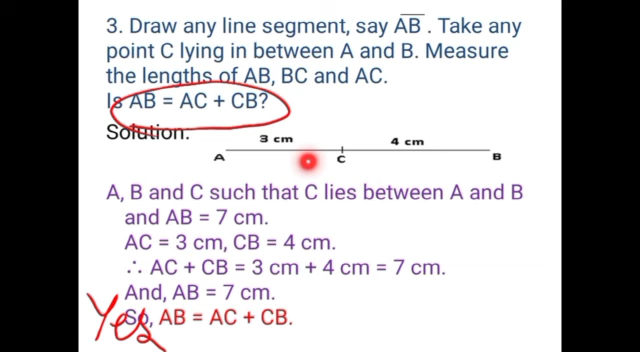 3. Draw any line segment, say AB. Take any
point C lying in between A and B. Measure
the lengths of AB, BC and AC.
Is AB = AC + CB?
Solution:
3 cm 4 cm
A C B
A, B and C such that C lies between A and B
and AB = 7 cm.
AC = 3 cm, CB = 4 cm.
∴ AC + CB = 3 cm + 4 cm = 7 cm.
And, AB = 7 cm.
Yes
So, AB = AC + CB.